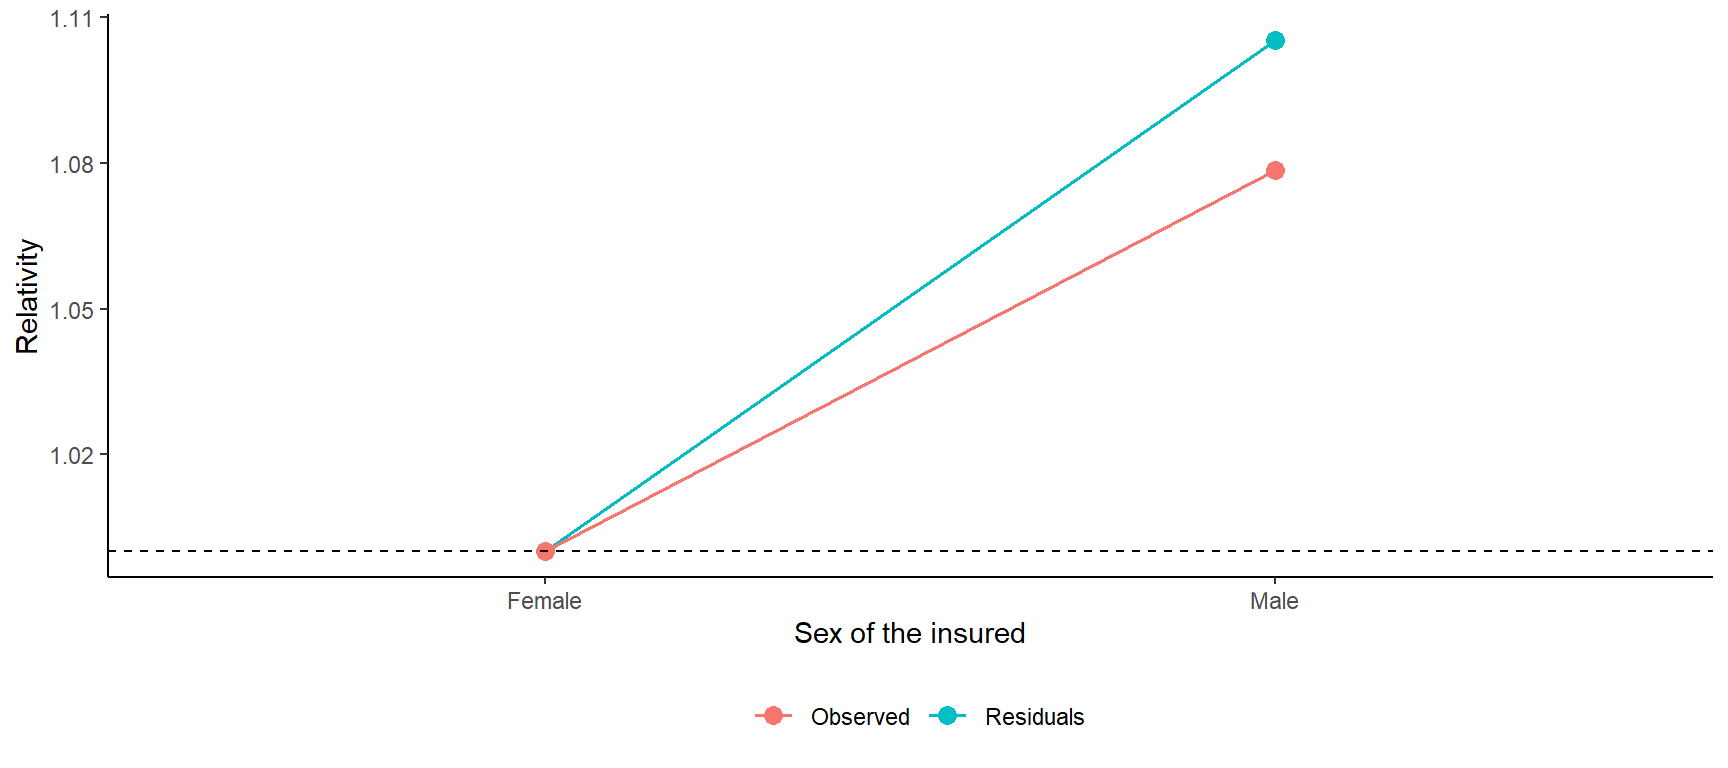 1.11
1.08
1.05
1.02
Relativity
Female Male
Sex of the insured
Observed Residuals